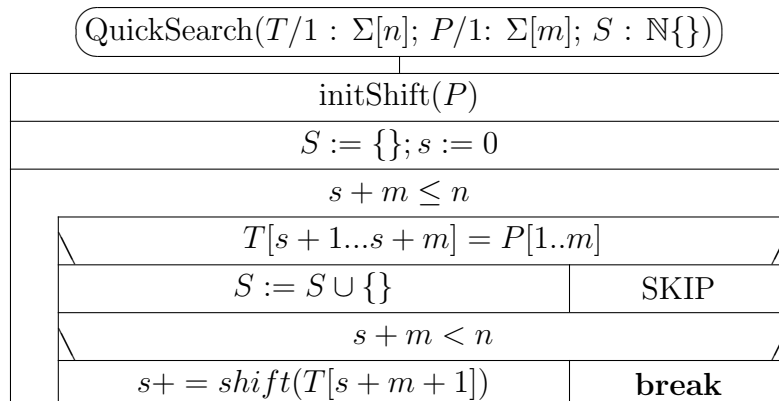 QuickSearch(T/1 : Σ[n]; P/1: Σ[m]; S : ℕ{})
initShift(P)
S := {}; s := 0
s + m ≤ n
T[s + 1...s + m] = P[1..m]
S := S ∪ {} SKIP
s + m < n
s+ = shift(T[s + m + 1]) break